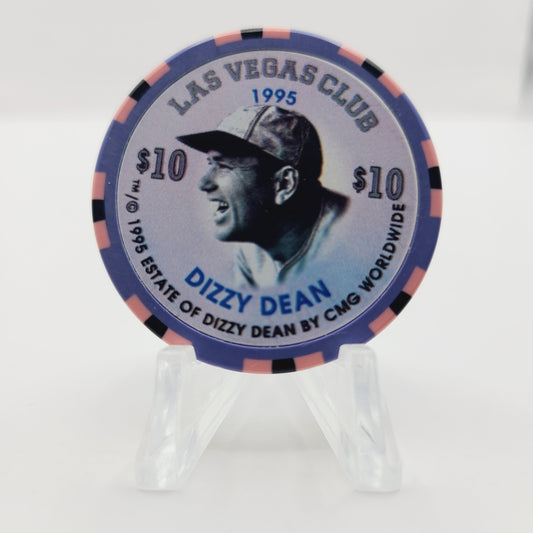 LAS VEGAS CLUB
1995
$10
$10
DIZZY DEAN
™/© 1995 ESTATE OF DIZZY DEAN BY CMG WORLDWIDE